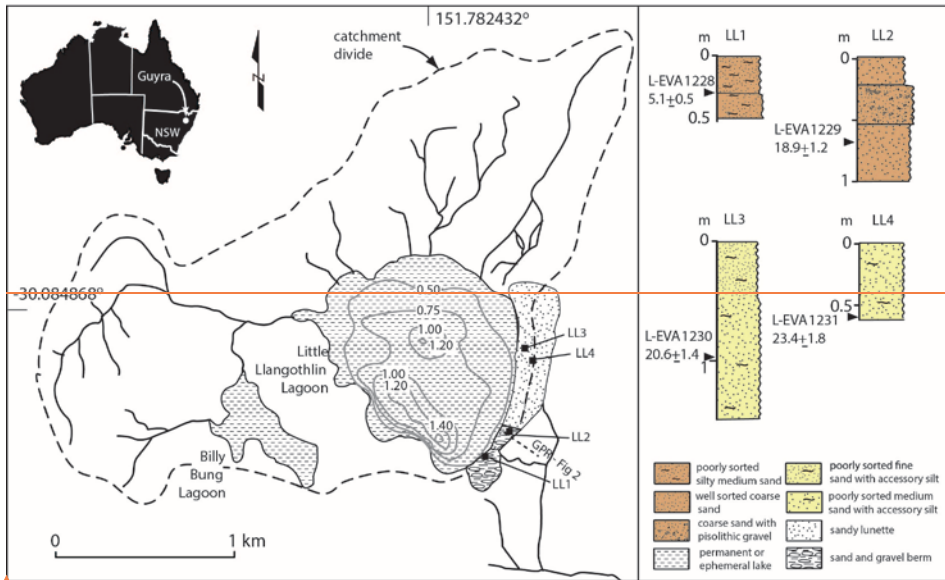 151.782432º
catchment
divide
Guyra
NSW
N
-30.084868º
0.50
0.75
1.00
1.20
1.00
1.20
1.40
Little
Llangothlin
Lagoon
Billy
Bung
Lagoon
LL3
LL4
LL2
GPR-Fig 2
LL1
0
1 km
m LL1
0
L-EVA1228
5.1±0.5
0.5
m LL2
0
L-EVA1229
18.9±1.2
1
m LL3
0
L-EVA1230
20.6±1.4
1
m LL4
0
0.5
L-EVA1231
23.4±1.8
poorly sorted
silty medium sand
well sorted coarse
sand
coarse sand with
pisolithic gravel
permanent or
ephemeral lake
poorly sorted fine
sand with accessory silt
poorly sorted medium
sand with accessory silt
sandy lunette
sand and gravel berm